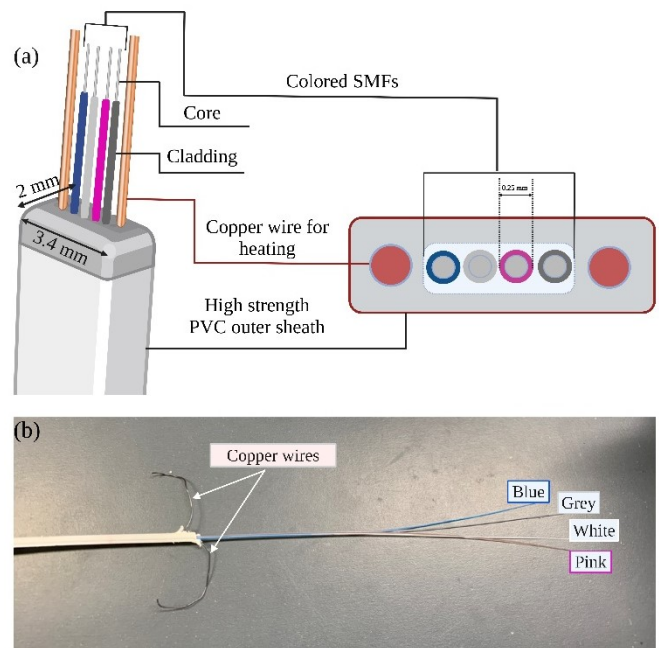 (a)
Colored SMFs
Core
Cladding
0.25 mm
2 mm
3.4 mm
Copper wire for
heating
High strength
PVC outer sheath
(b)
Copper wires
Blue
Grey
White
Pink